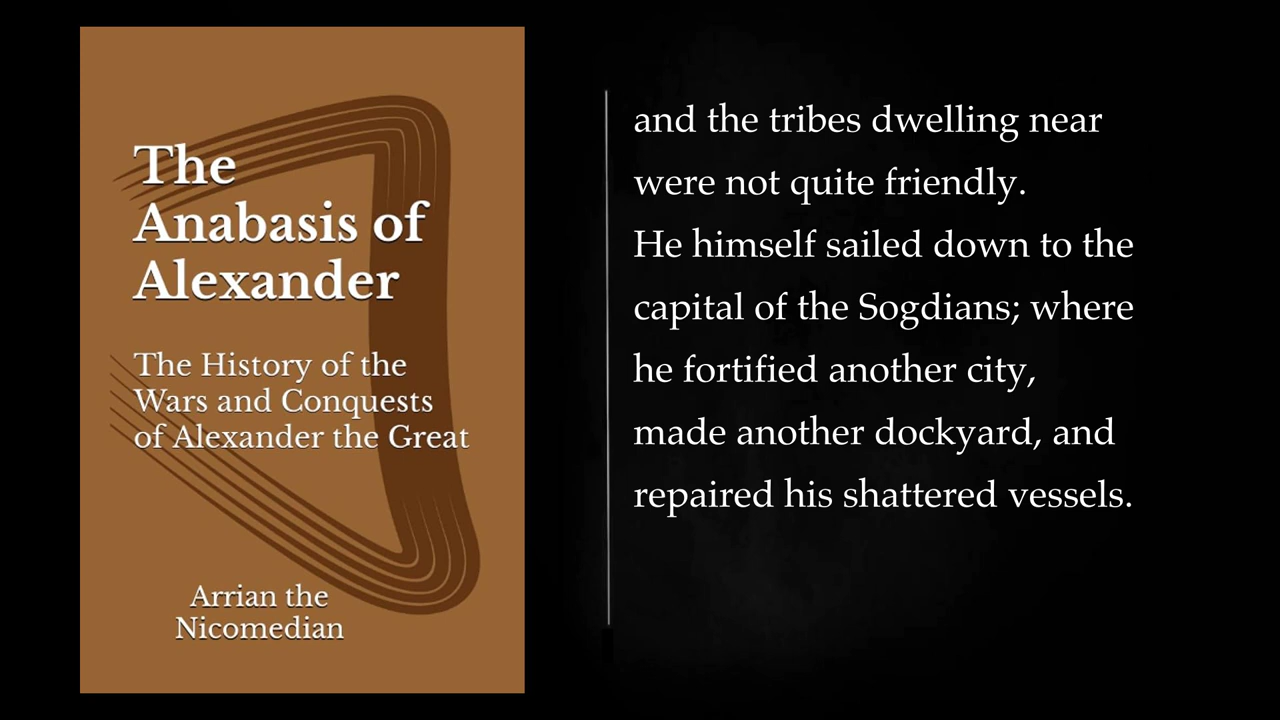 The
Anabasis of
Alexander
The History of the
Wars and Conquests
of Alexander the Great
Arrian the
Nicomedian
and the tribes dwelling near
were not quite friendly.
He himself sailed down to the
capital of the Sogdians; where
he fortified another city,
made another dockyard, and
repaired his shattered vessels.